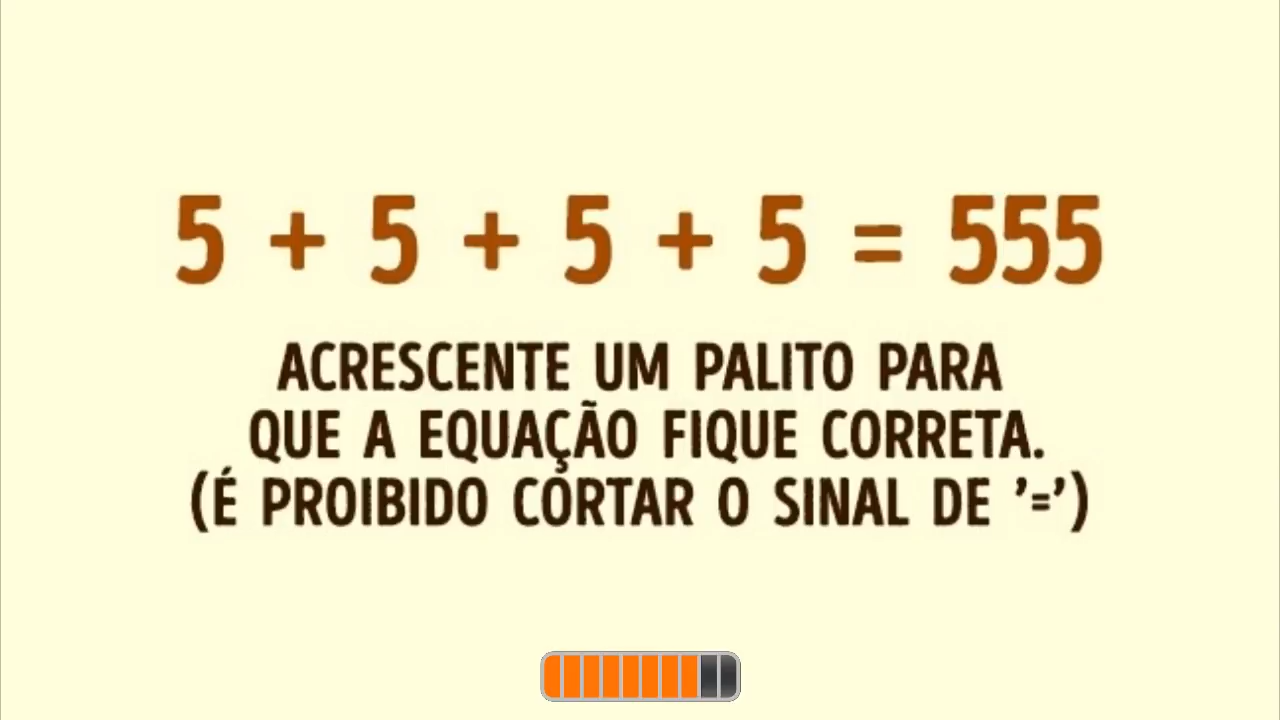 5 + 5 + 5 + 5 = 555
ACRESCENTE UM PALITO PARA
QUE A EQUAÇÃO FIQUE CORRETA.
(É PROIBIDO CORTAR O SINAL DE ’=’)